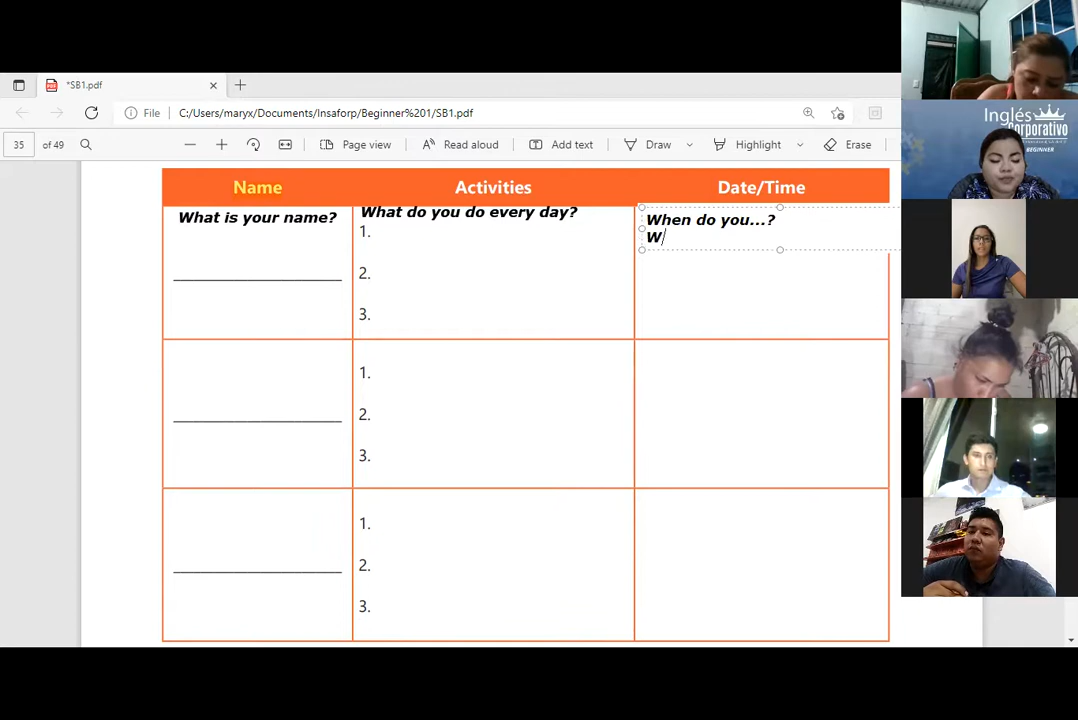 *SB1.pdf
File
C:/Users/maryx/Documents/Insaforp/Beginner%201/SB1.pdf
35 of 49
Page view
Read aloud
Add text
Draw
Highlight
Erase
Name
Activities
Date/Time
What is your name?
What do you do every day?
1.
2.
3.
When do you...?
W
1.
2.
3.
1.
2.
3.
Inglés
Corporativo
BEGINNER